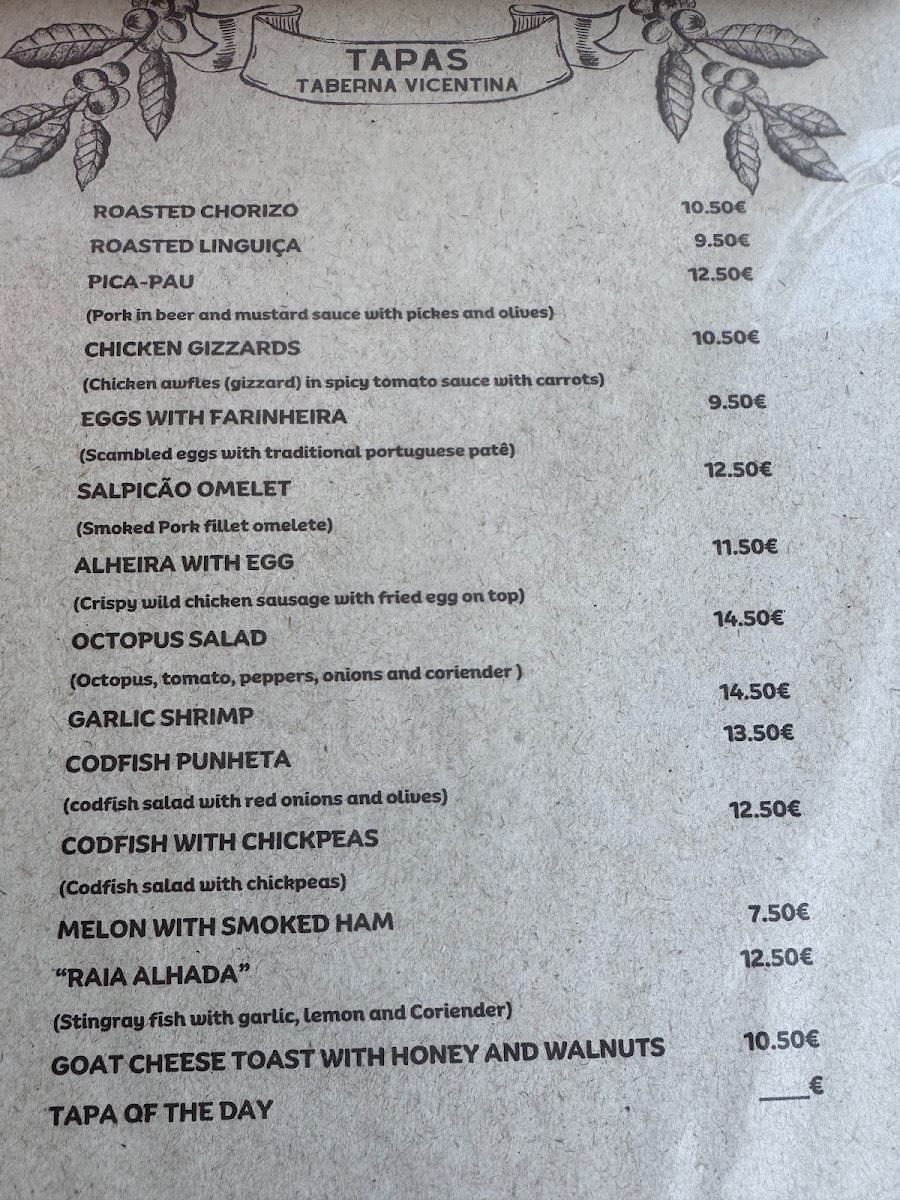 TAPAS
TABERNA VICENTINA
ROASTED CHORIZO 10.50€
ROASTED LINGUIÇA 9.50€
PICA-PAU 12.50€
(Pork in beer and mustard sauce with pickes and olives)
CHICKEN GIZZARDS 10.50€
(Chicken awfles (gizzard) in spicy tomato sauce with carrots)
EGGS WITH FARINHEIRA 9.50€
(Scambled eggs with traditional portuguese patê)
SALPICÃO OMELET 12.50€
(Smoked Pork fillet omelete)
ALHEIRA WITH EGG 11.50€
(Crispy wild chicken sausage with fried egg on top)
OCTOPUS SALAD 14.50€
(Octopus, tomato, peppers, onions and coriender )
GARLIC SHRIMP 14.50€
CODFISH PUNHETA 13.50€
(codfish salad with red onions and olives)
CODFISH WITH CHICKPEAS 12.50€
(Codfish salad with chickpeas)
MELON WITH SMOKED HAM 7.50€
“RAIA ALHADA” 12.50€
(Stingray fish with garlic, lemon and Coriender)
GOAT CHEESE TOAST WITH HONEY AND WALNUTS 10.50€
TAPA OF THE DAY ____€